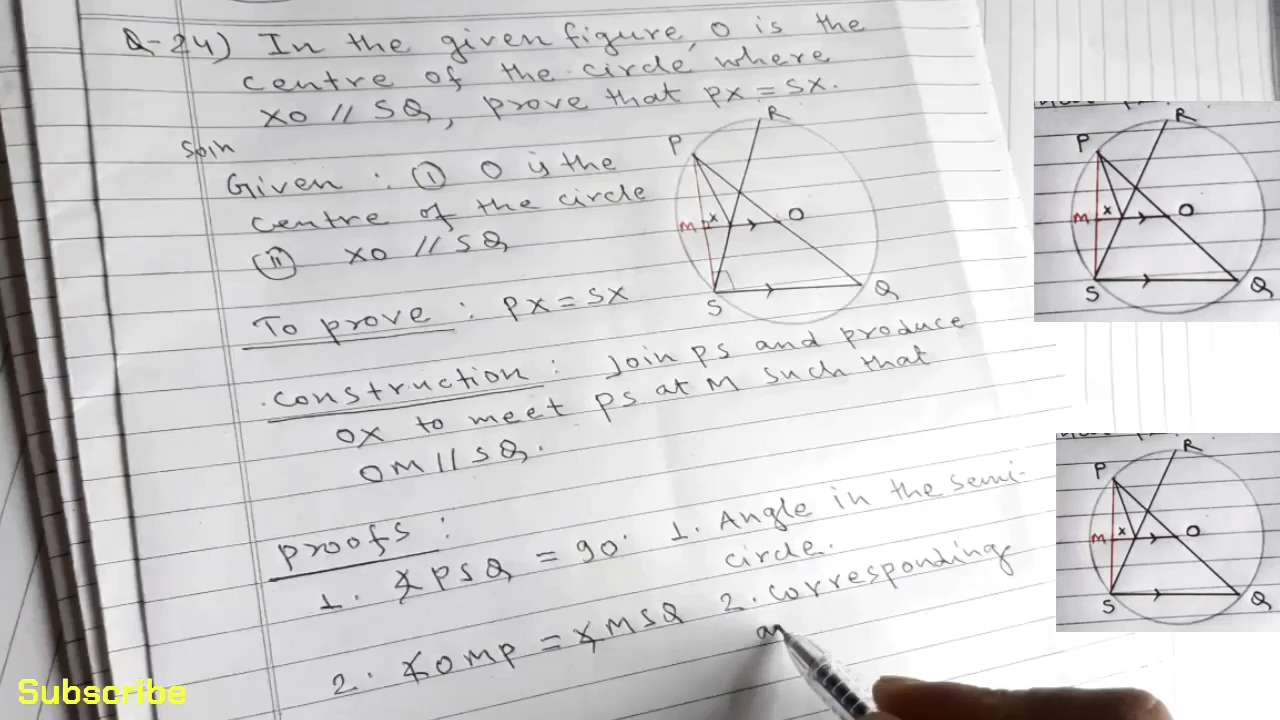 Q-24) In the given figure, O is the
centre of the circle where
XO // SQ, prove that PX = SX.
Soln
Given : (i) O is the
centre of the circle
(ii) XO // SQ
To prove : PX = SX
Construction : Join PS and produce
OX to meet PS at M such that
OM // SQ.
Proofs :
1. ∡PSQ = 90° 1. Angle in the semi-
circle.
2. ∡OMP = ∡MSQ 2. Corresponding
an
R
P
M
X
O
S
Q
R
P
M
X
O
S
Q
R
P
M
X
O
S
Q
Subscribe